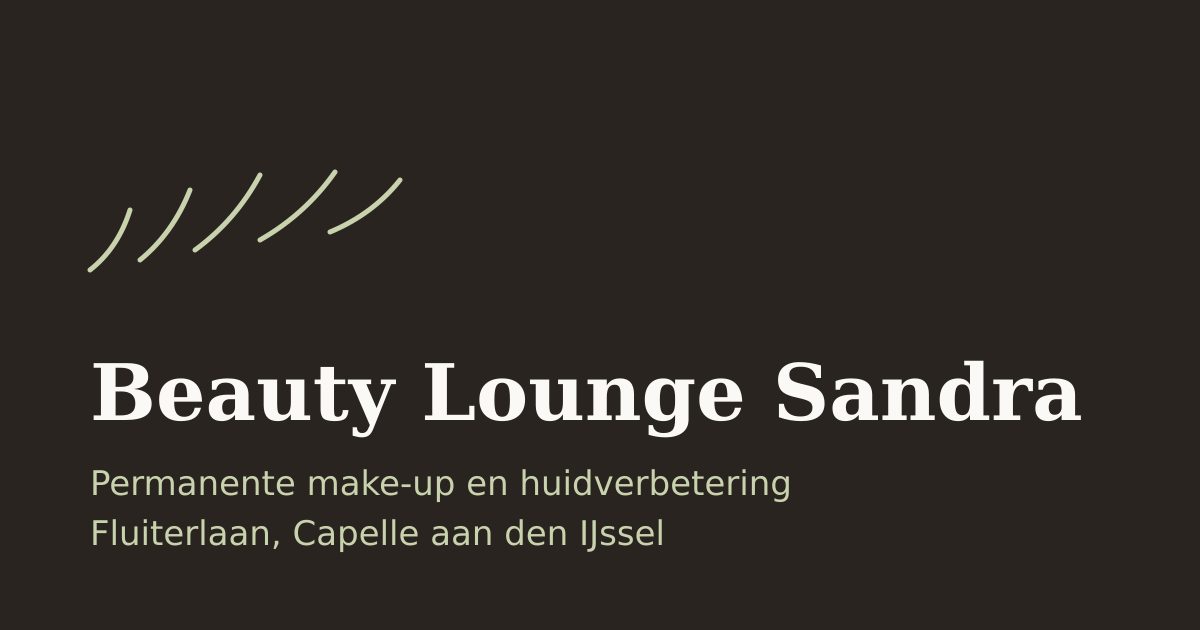 Beauty Lounge Sandra
Permanente make-up en huidverbetering
Fluiterlaan, Capelle aan den IJssel